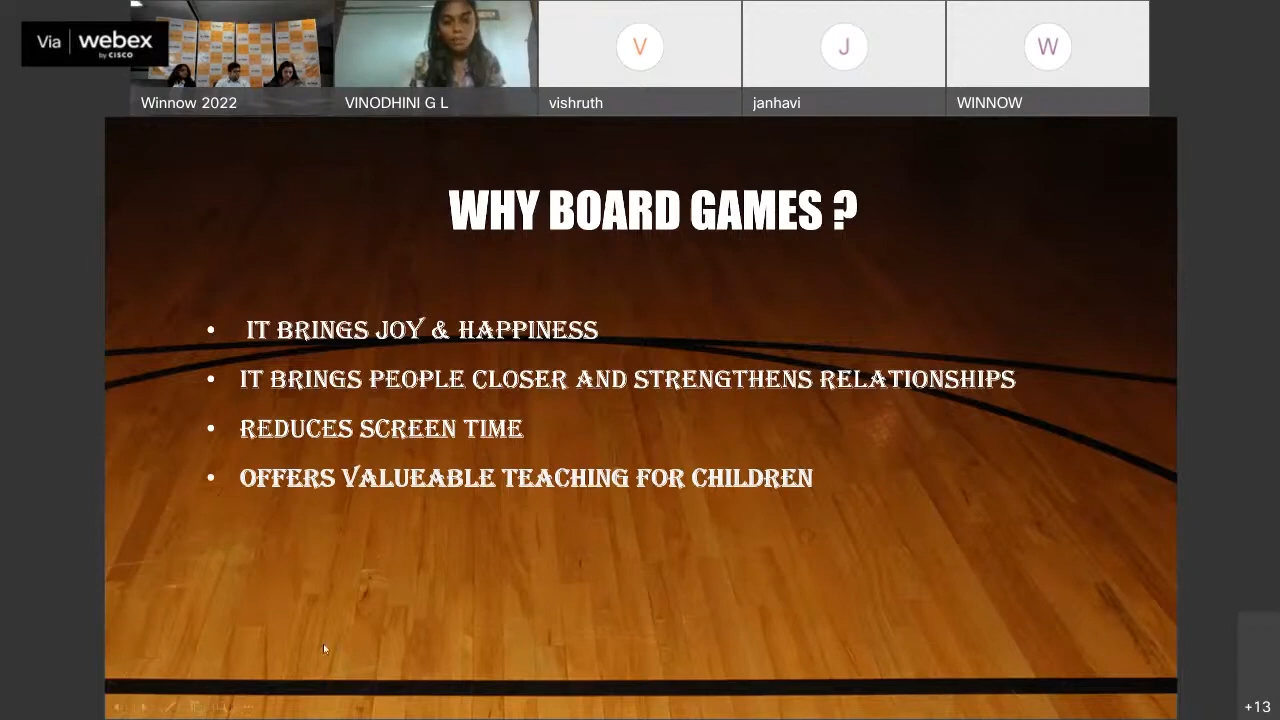 Via webex
by CISCO
Winnow 2022
VINODHINI G L
V
vishruth
J
janhavi
W
WINNOW
WHY BOARD GAMES ?
• IT BRINGS JOY & HAPPINESS
• IT BRINGS PEOPLE CLOSER AND STRENGTHENS RELATIONSHIPS
• REDUCES SCREEN TIME
• OFFERS VALUEABLE TEACHING FOR CHILDREN
+13